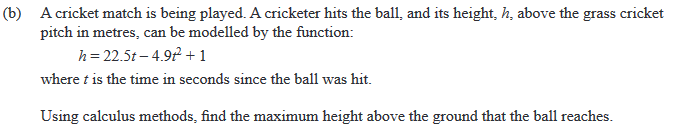 (b) A cricket match is being played. A cricketer hits the ball, and its height, h, above the grass cricket
pitch in metres, can be modelled by the function:
h = 22.5t – 4.9t² + 1
where t is the time in seconds since the ball was hit.
Using calculus methods, find the maximum height above the ground that the ball reaches.